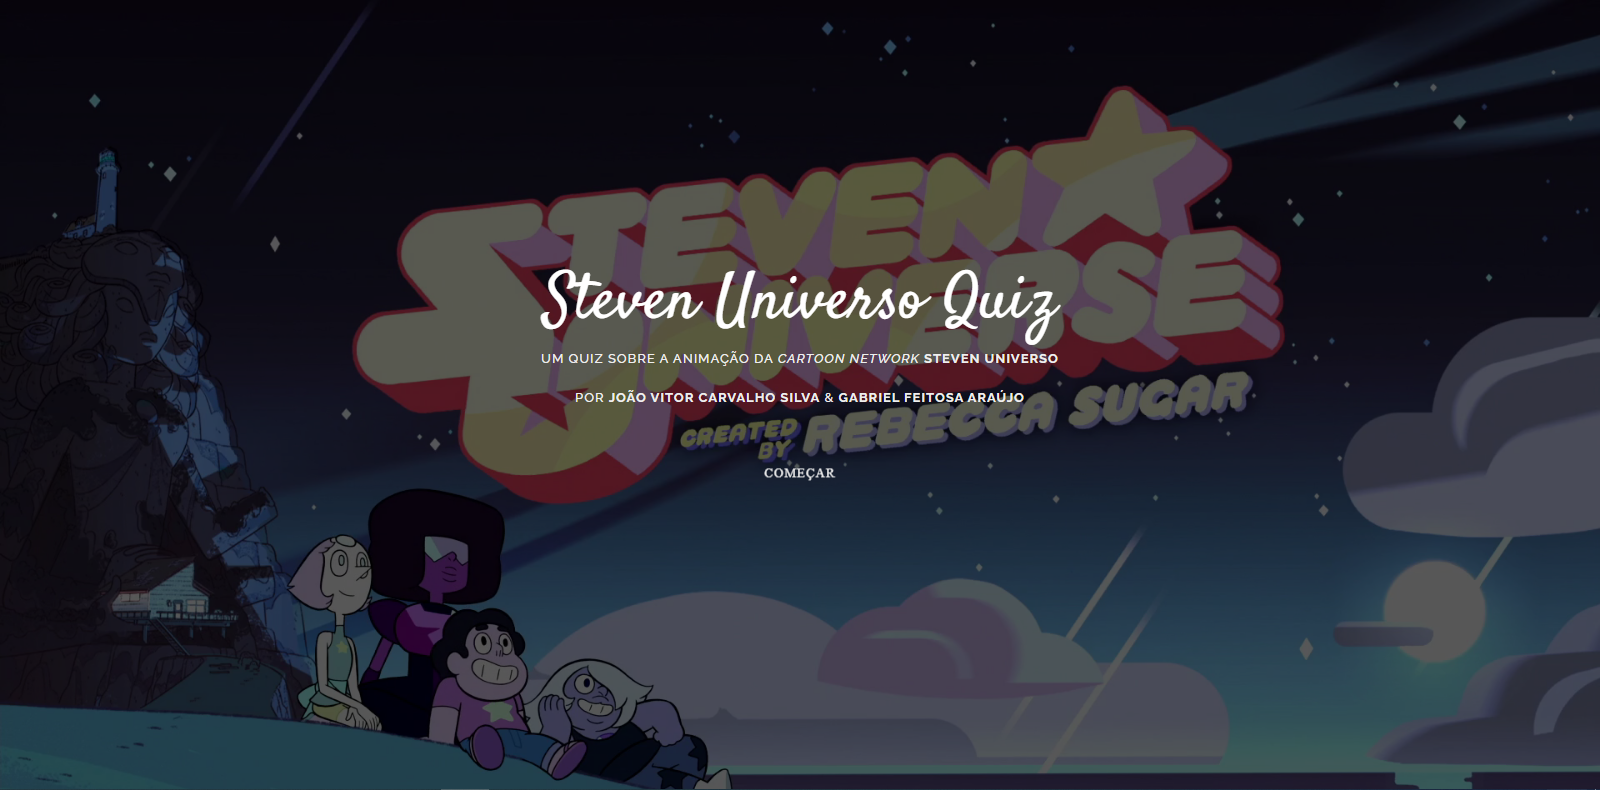 STEVEN
UNIVERSE
Steven Universo Quiz
UM QUIZ SOBRE A ANIMAÇÃO DA CARTOON NETWORK STEVEN UNIVERSO
POR JOÃO VITOR CARVALHO SILVA & GABRIEL FEITOSA ARAÚJO
CREATED BY REBECCA SUGAR
COMEÇAR